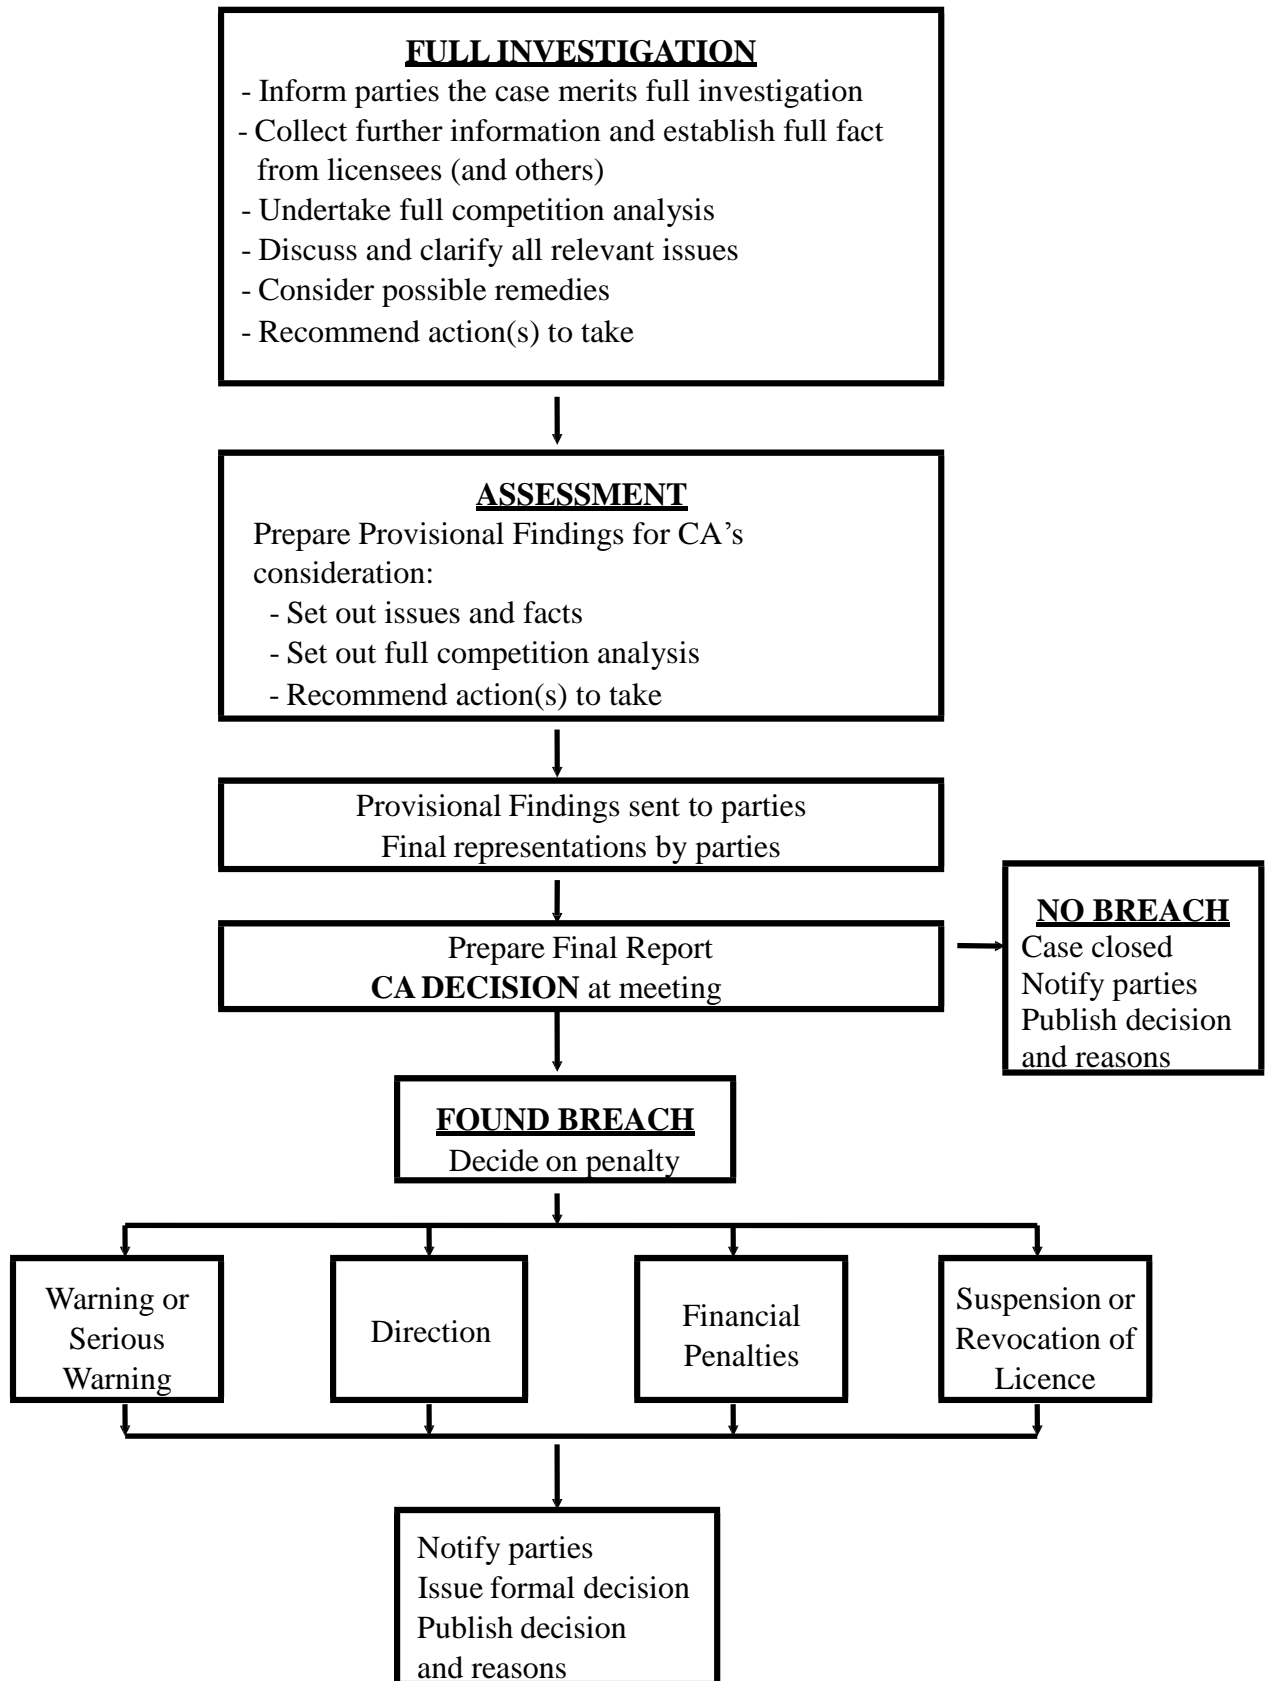 FULL INVESTIGATION
- Inform parties the case merits full investigation
- Collect further information and establish full fact
from licensees (and others)
- Undertake full competition analysis
- Discuss and clarify all relevant issues
- Consider possible remedies
- Recommend action(s) to take
ASSESSMENT
Prepare Provisional Findings for CA’s
consideration:
- Set out issues and facts
- Set out full competition analysis
- Recommend action(s) to take
Provisional Findings sent to parties
Final representations by parties
Prepare Final Report
CA DECISION at meeting
NO BREACH
Case closed
Notify parties
Publish decision
and reasons
FOUND BREACH
Decide on penalty
Warning or
Serious
Warning
Direction
Financial
Penalties
Suspension or
Revocation of
Licence
Notify parties
Issue formal decision
Publish decision
and reasons